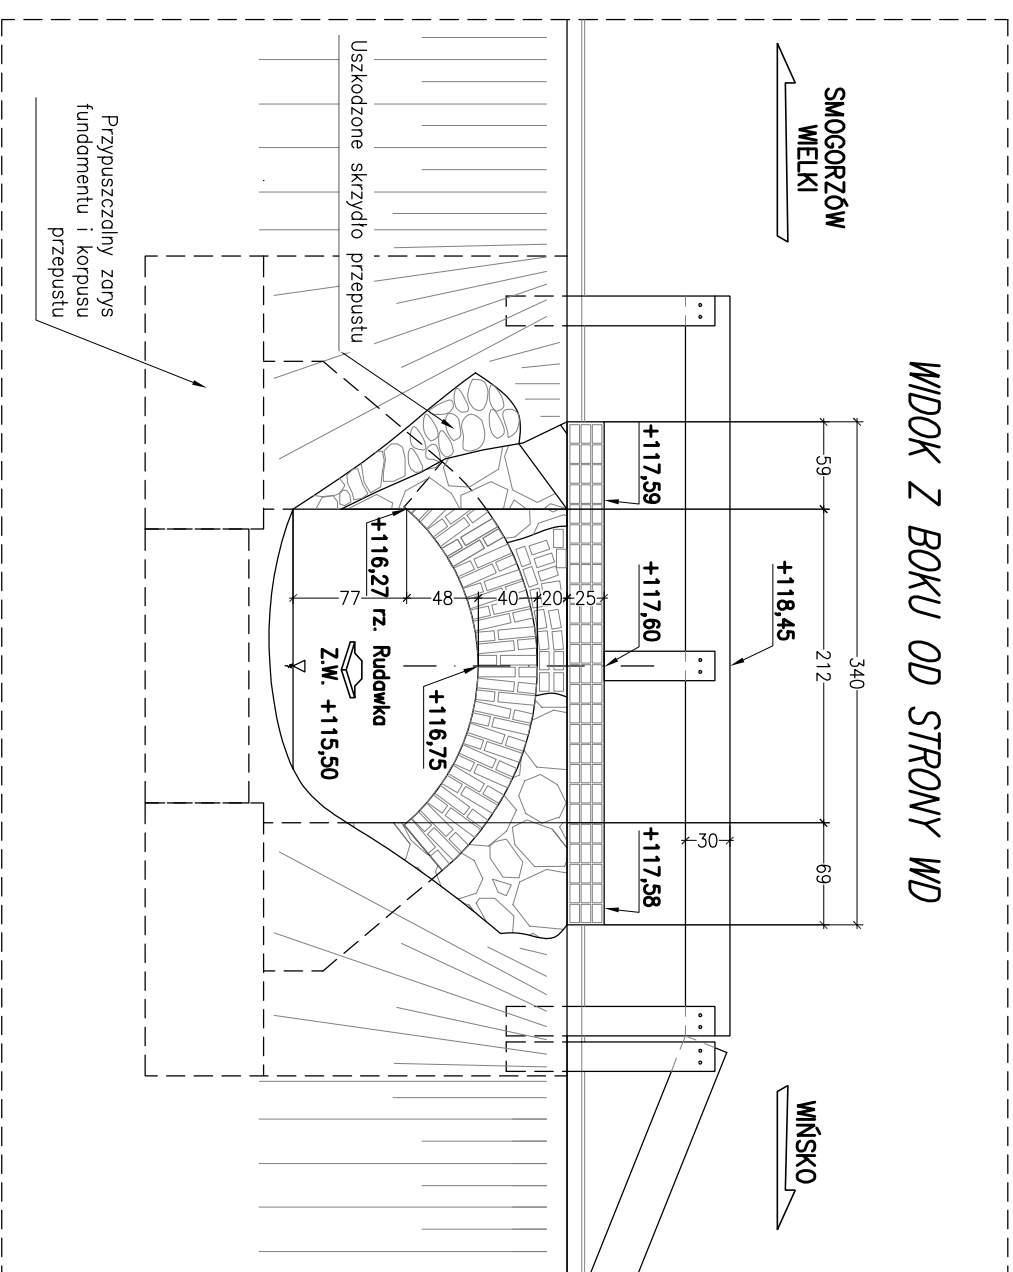 WIDOK Z BOKU OD STRONY WD
SMOGORZÓW
WIELKI
WIŃSKO
340
59
212
69
+118,45
30
+117,59
+117,60
+117,58
25
20
40
48
77
+116,27
rz. Rudawka
+116,75
Z.W. +115,50
Uszkodzone skrzydło przepustu
Przypuszczalny zarys
fundamentu i korpusu
przepustu